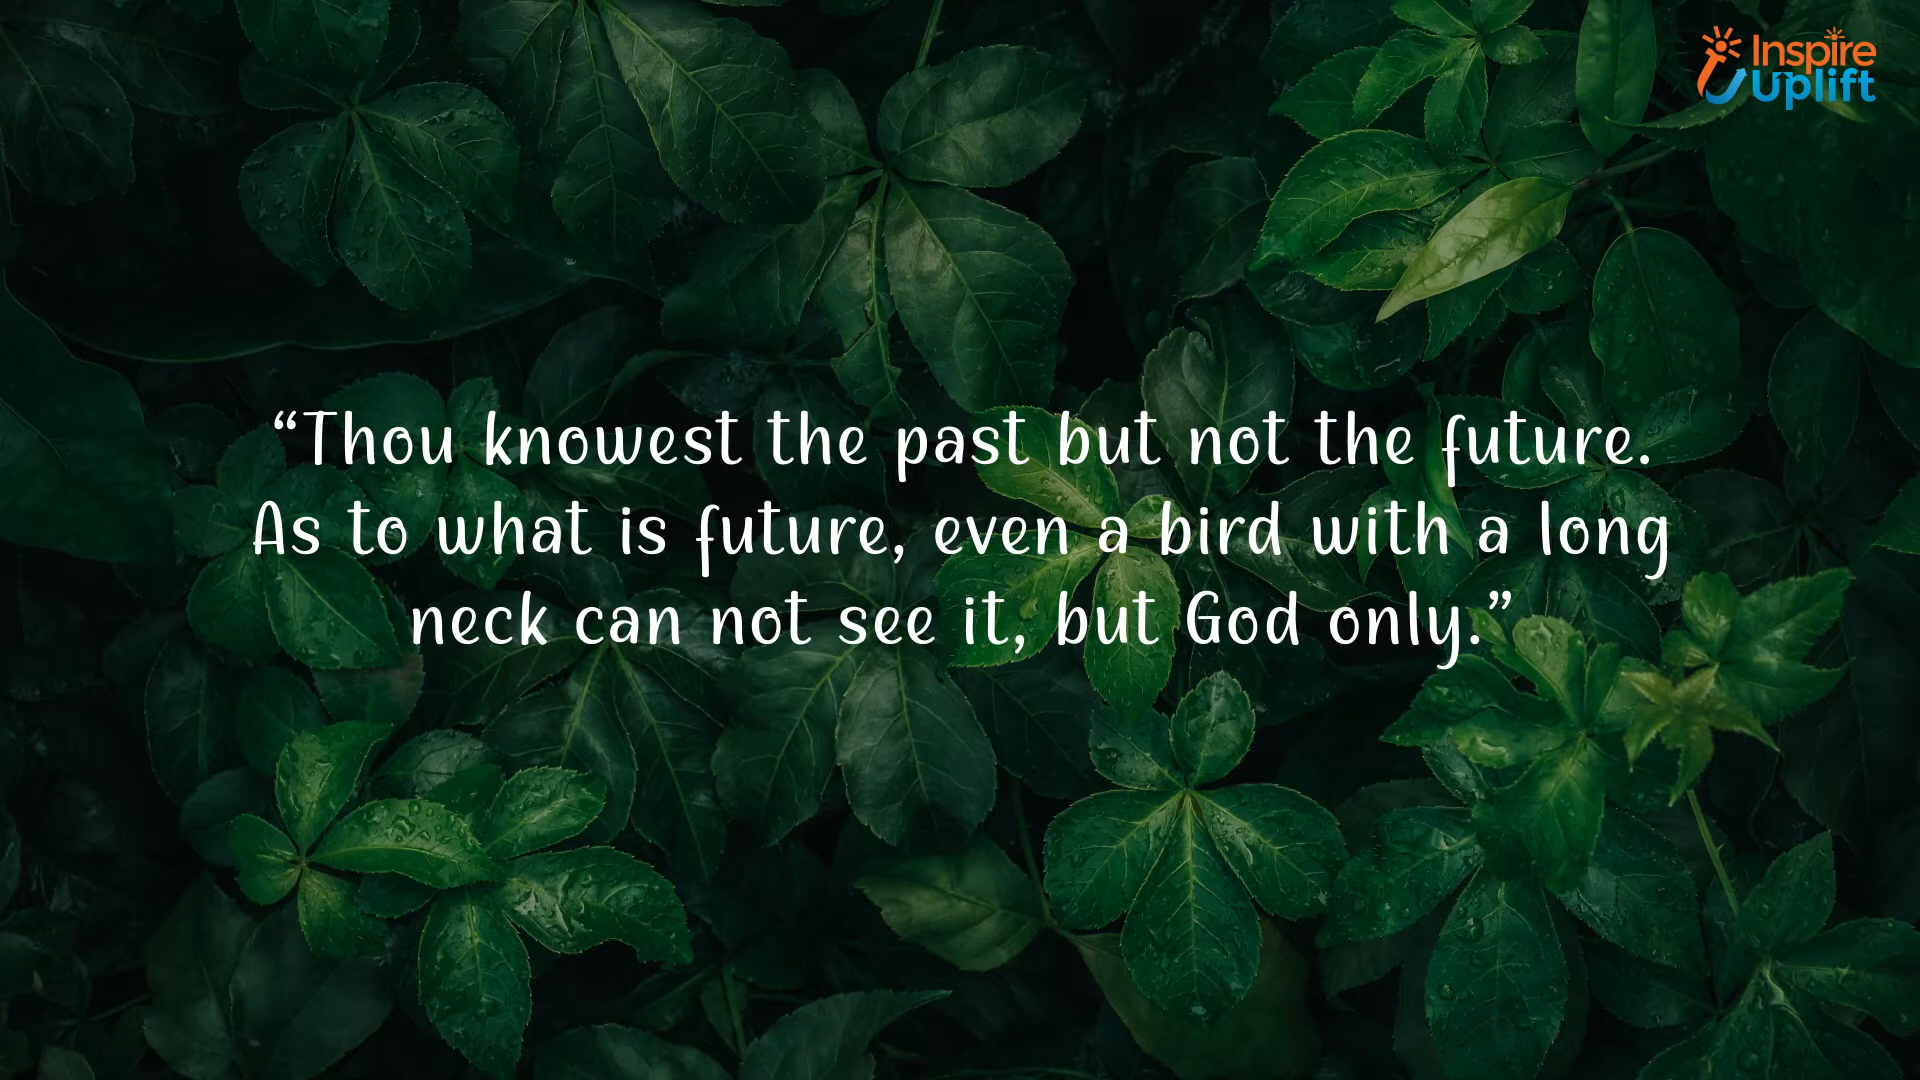 Inspire
Uplift
“Thou knowest the past but not the future.
As to what is future, even a bird with a long
neck can not see it, but God only.”